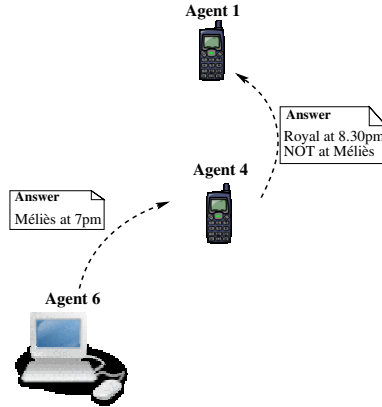 Agent 1
Answer
Royal at 8.30pm
NOT at Méliès
Agent 4
Answer
Méliès at 7pm
Agent 6